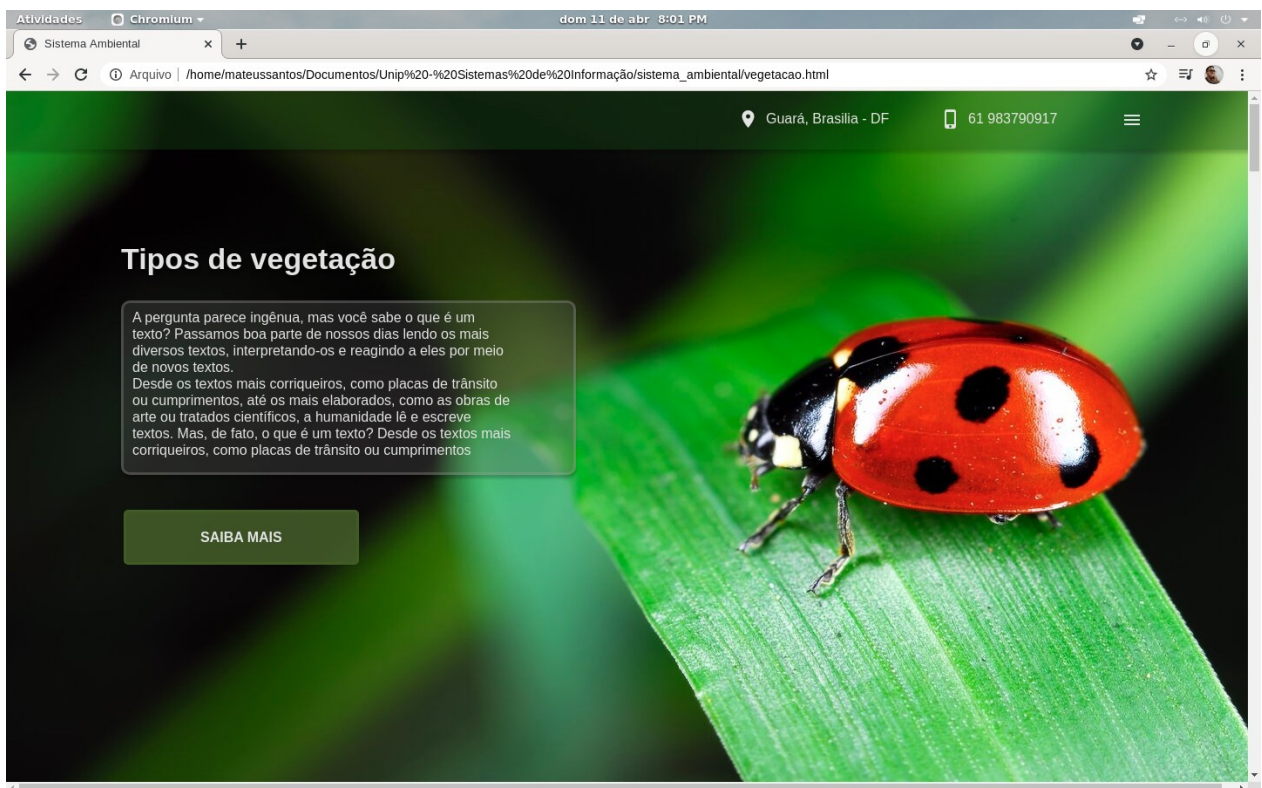 Atividades Chromium dom 11 de abr 8:01 PM
Sistema Ambiental
Arquivo /home/mateussantos/Documentos/Unip%20-%20Sistemas%20de%20Informação/sistema_ambiental/vegetacao.html
Guará, Brasilia - DF 61 983790917
Tipos de vegetação
A pergunta parece ingênua, mas você sabe o que é um
texto? Passamos boa parte de nossos dias lendo os mais
diversos textos, interpretando-os e reagindo a eles por meio
de novos textos.
Desde os textos mais corriqueiros, como placas de trânsito
ou cumprimentos, até os mais elaborados, como as obras de
arte ou tratados científicos, a humanidade lê e escreve
textos. Mas, de fato, o que é um texto? Desde os textos mais
corriqueiros, como placas de trânsito ou cumprimentos
SAIBA MAIS